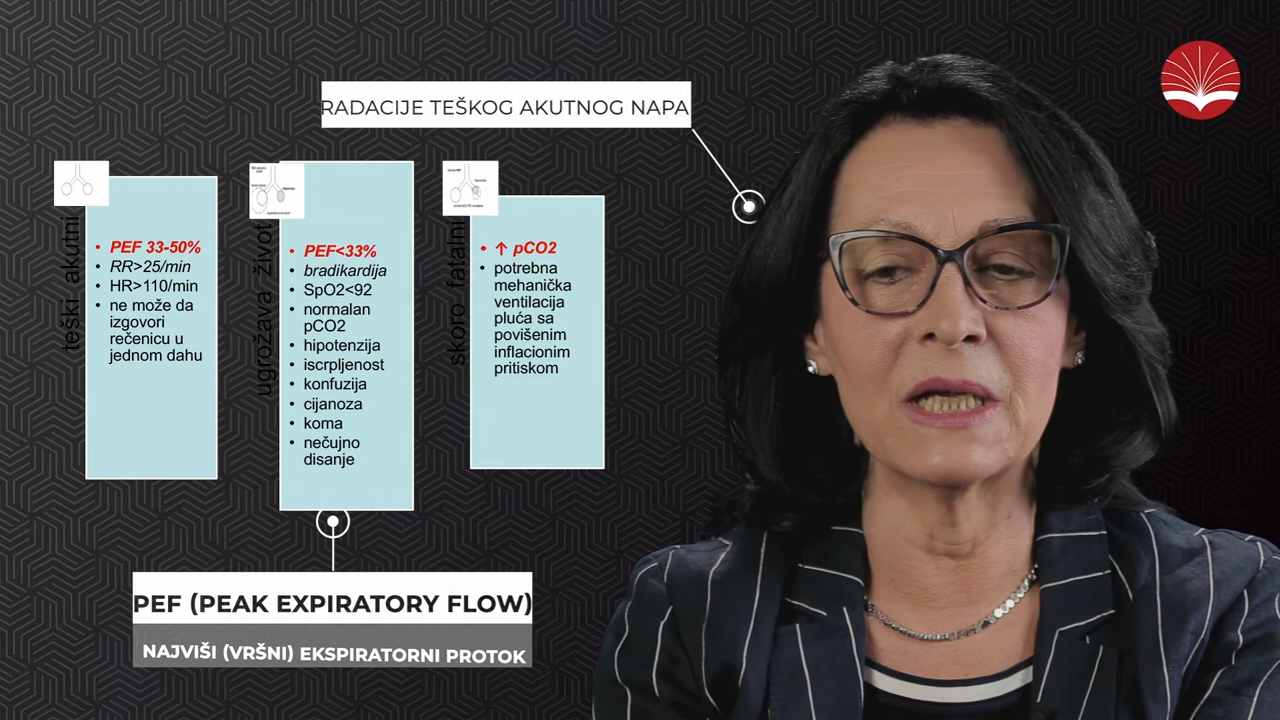 RADACIJE TEŠKOG AKUTNOG NAPA
teški akutni
• PEF 33-50%
• RR>25/min
• HR>110/min
• ne može da
izgovori
rečenicu u
jednom dahu
ugrožava život
• PEF<33%
• bradikardija
• SpO2<92
• normalan
pCO2
• hipotenzija
• iscrpljenost
• konfuzija
• cijanoza
• koma
• nečujno
disanje
skoro fatalni
• ↑ pCO2
• potrebna
mehanička
ventilacija
pluća sa
povišenim
inflacionim
pritiskom
PEF (PEAK EXPIRATORY FLOW)
NAJVIŠI (VRŠNI) EKSPIRATORNI PROTOK